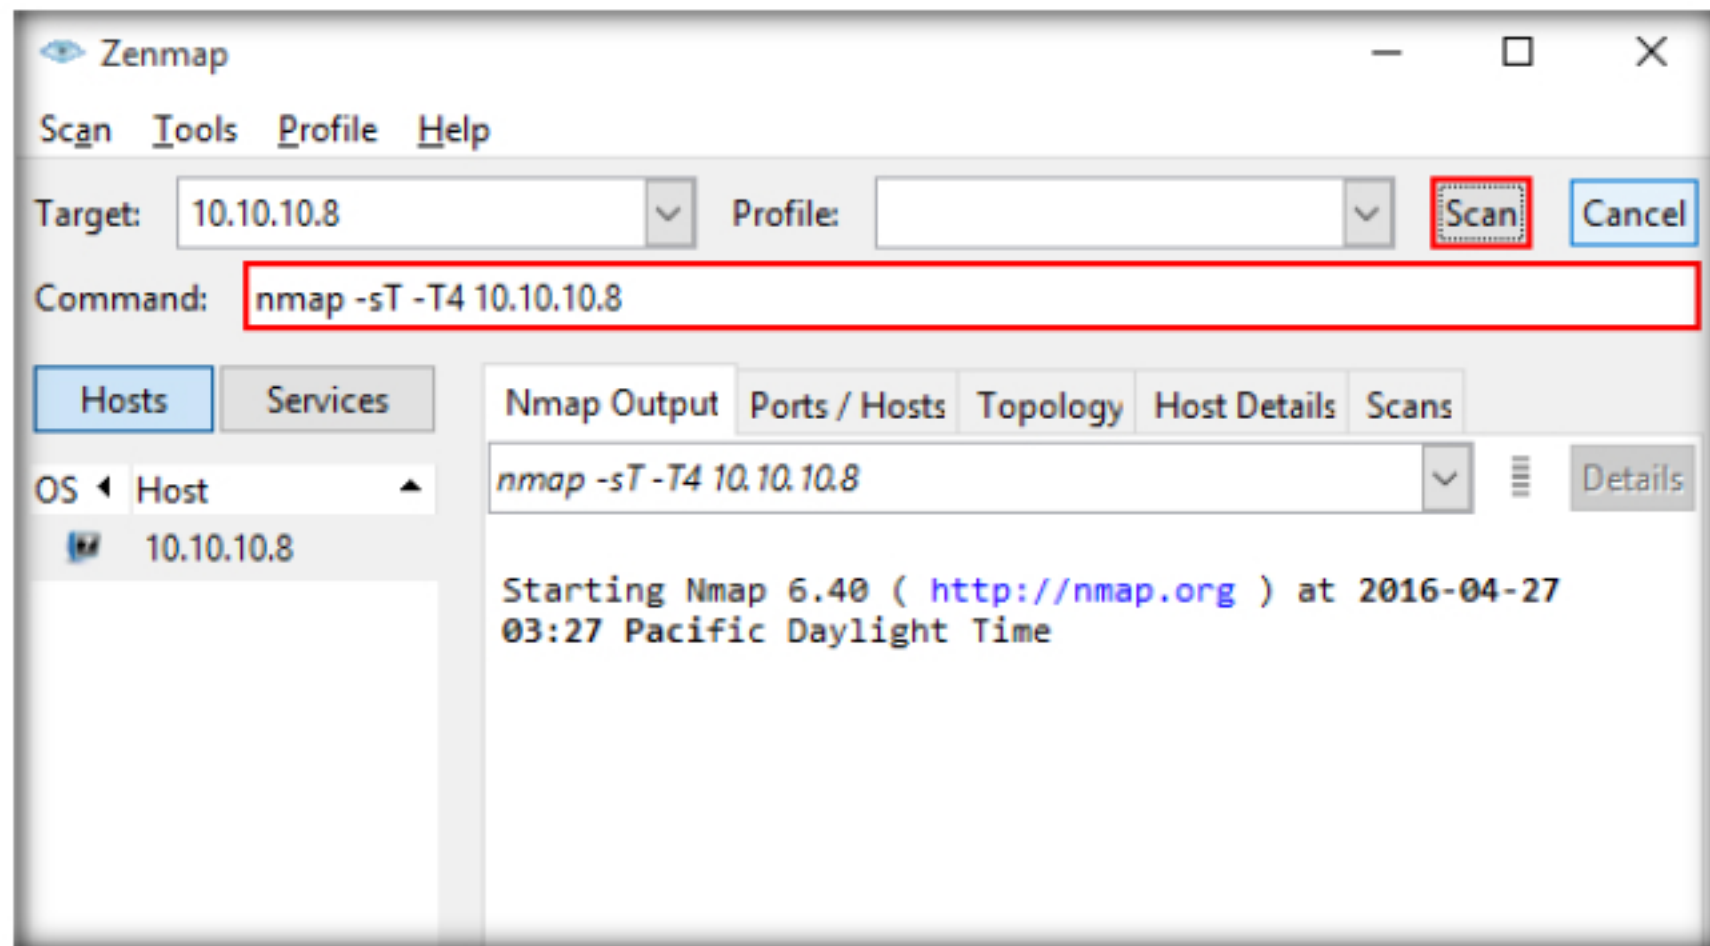 Zenmap
Scan Tools Profile Help
Target: 10.10.10.8 Profile: Scan Cancel
Command: nmap -sT -T4 10.10.10.8
Hosts Services Nmap Output Ports / Hosts Topology Host Details Scans
nmap -sT -T4 10.10.10.8 Details
OS Host
10.10.10.8
Starting Nmap 6.40 ( http://nmap.org ) at 2016-04-27
03:27 Pacific Daylight Time